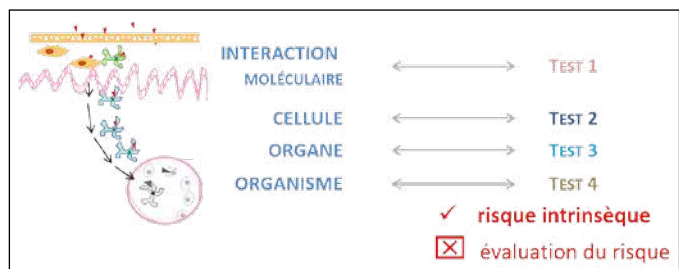 INTERACTION
MOLÉCULAIRE TEST 1
CELLULE TEST 2
ORGANE TEST 3
ORGANISME TEST 4
✓ risque intrinsèque
☒ évaluation du risque